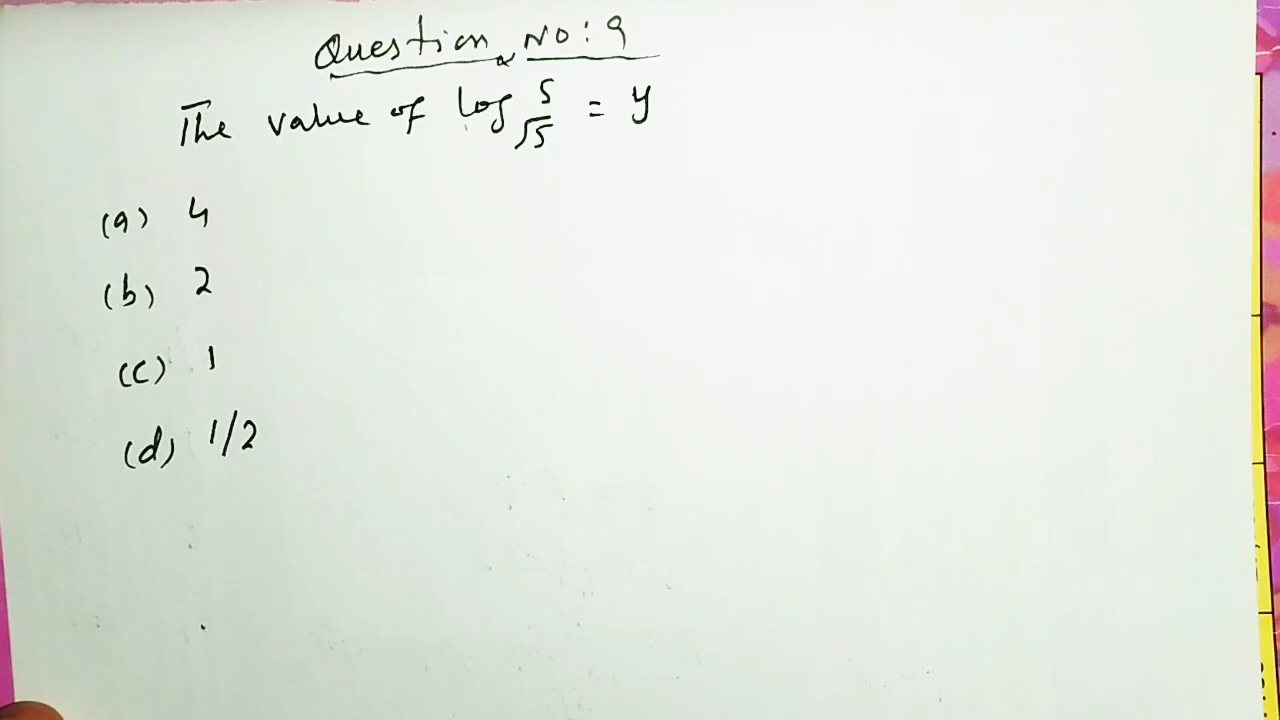 Question No: 9
The value of log √5 5 = y
(a) 4
(b) 2
(c) 1
(d) 1/2